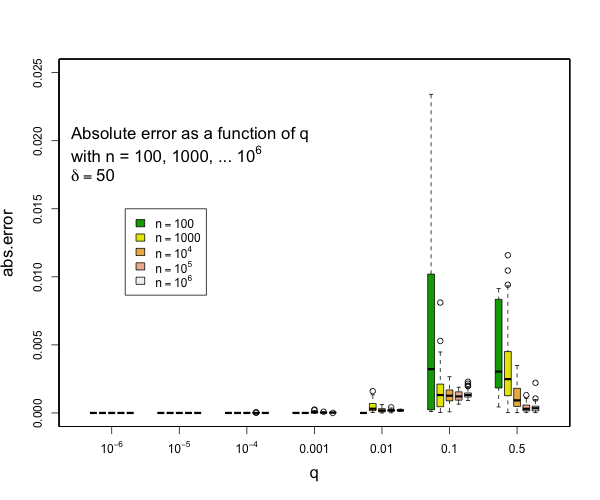 Absolute error as a function of q
with n = 100, 1000, ... 10⁶
δ = 50
n = 100
n = 1000
n = 10⁴
n = 10⁵
n = 10⁶
abs.error
0.025
0.020
0.015
0.010
0.005
0.000
10⁻⁶ 10⁻⁵ 10⁻⁴ 0.001 0.01 0.1 0.5
q